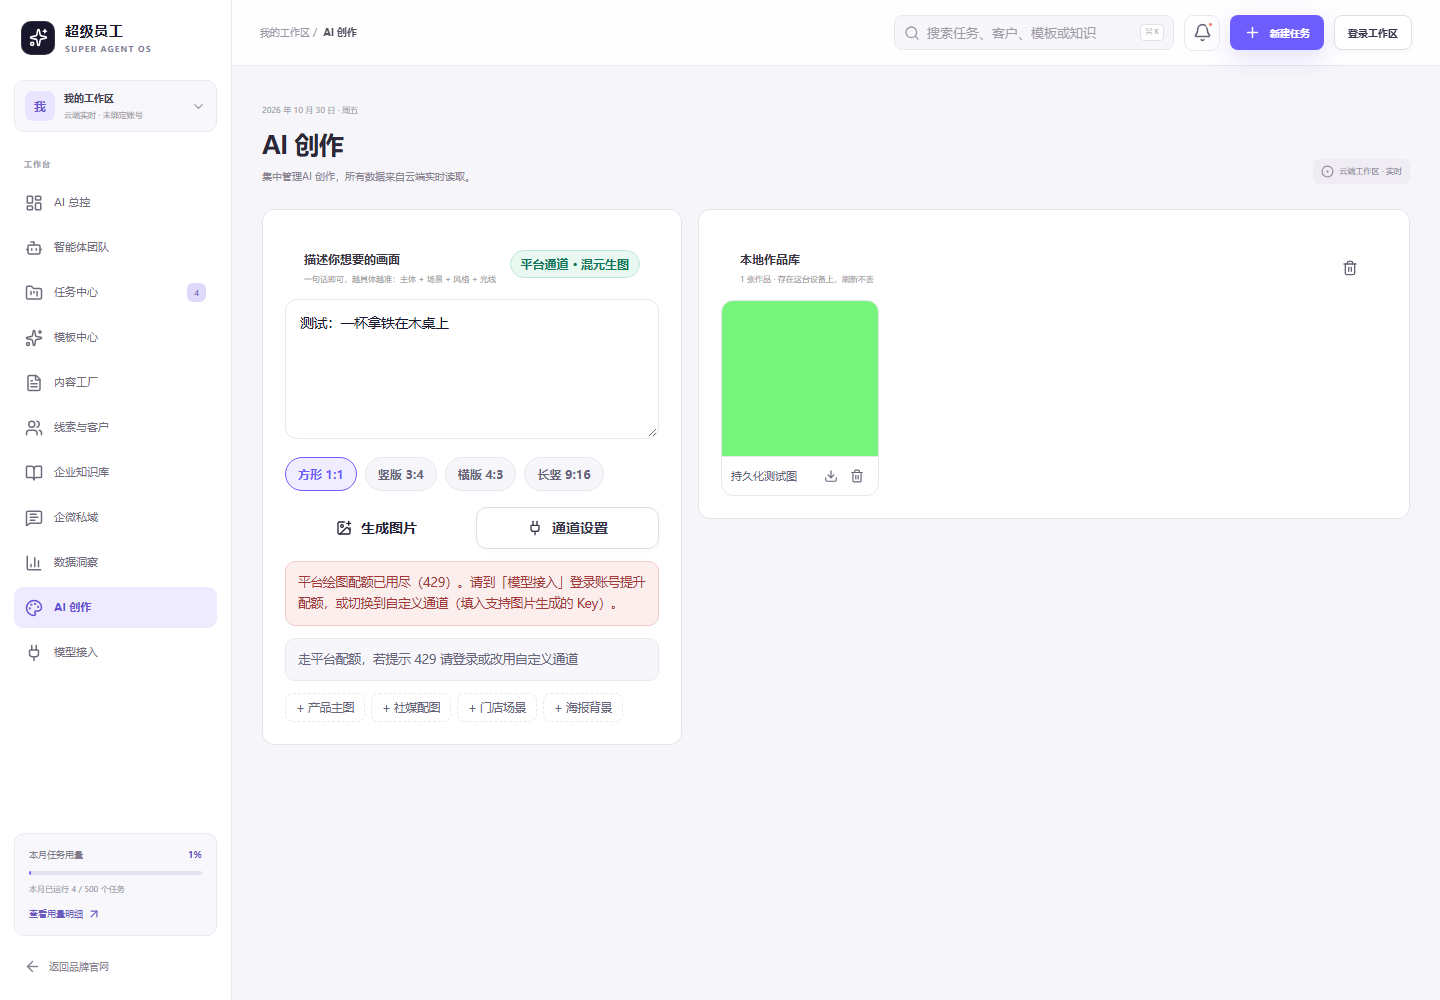 超级员工
SUPER AGENT OS
我的工作区 / AI 创作
搜索任务、客户、模板或知识
⌘ K
新建任务
登录工作区
我
我的工作区
云端实时 · 未绑定账号
工作台
AI 总控
智能体团队
任务中心
4
模板中心
内容工厂
线索与客户
企业知识库
企微私域
数据洞察
AI 创作
模型接入
本月任务用量
1%
本月已运行 4 / 500 个任务
查看用量明细
返回品牌官网
2026 年 10 月 30 日 · 周五
AI 创作
集中管理AI 创作，所有数据来自云端实时读取。
云端工作区 · 实时
描述你想要的画面
一句话即可，越具体越准：主体 + 场景 + 风格 + 光线
平台通道 · 混元生图
测试：一杯拿铁在木桌上
方形 1:1
竖版 3:4
横版 4:3
长竖 9:16
生成图片
通道设置
平台绘图配额已用尽（429）。请到「模型接入」登录账号提升
配额，或切换到自定义通道（填入支持图片生成的 Key）。
走平台配额，若提示 429 请登录或改用自定义通道
+ 产品主图
+ 社媒配图
+ 门店场景
+ 海报背景
本地作品库
1 张作品 · 存在这台设备上，刷新不丢
持久化测试图